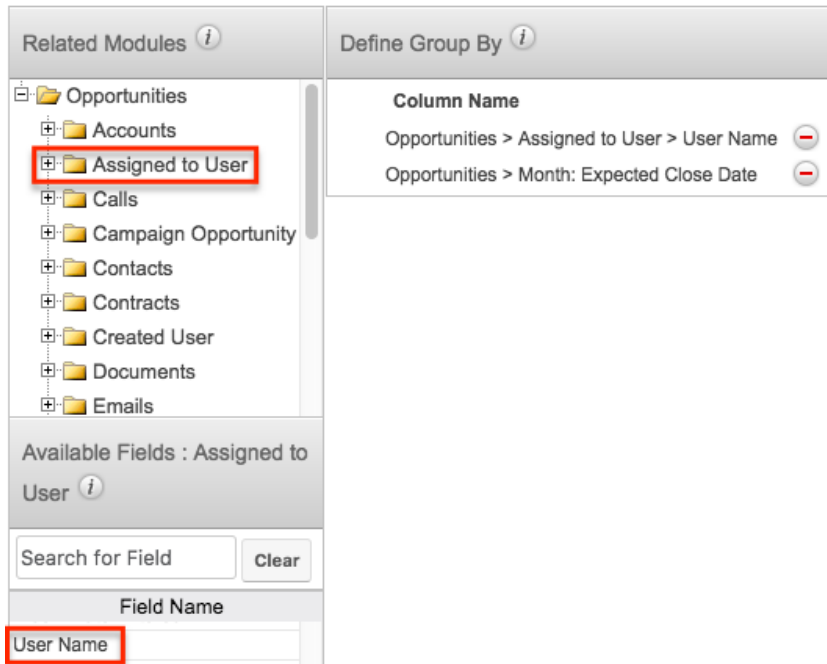 Related Modules i
Opportunities
Accounts
Assigned to User
Calls
Campaign Opportunity
Contacts
Contracts
Created User
Documents
Emails
Available Fields : Assigned to
User i
Search for Field Clear
Field Name
User Name
Define Group By i
Column Name
Opportunities > Assigned to User > User Name
Opportunities > Month: Expected Close Date